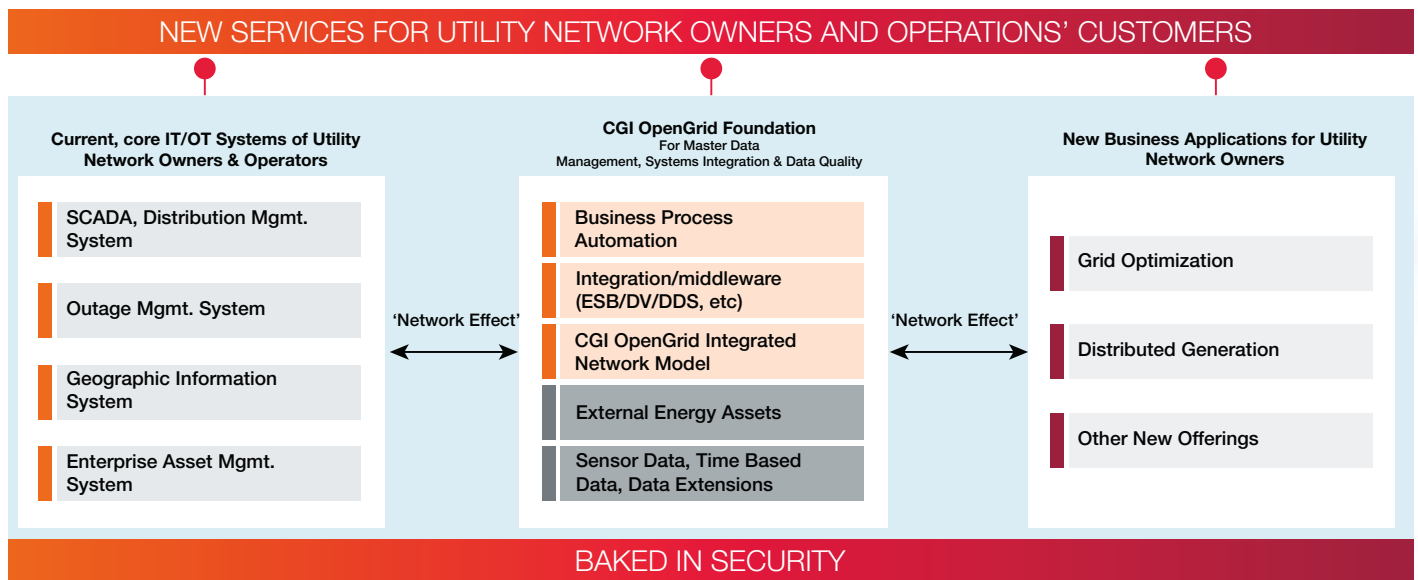 NEW SERVICES FOR UTILITY NETWORK OWNERS AND OPERATIONS’ CUSTOMERS
Current, core IT/OT Systems of Utility
Network Owners & Operators
SCADA, Distribution Mgmt.
System
Outage Mgmt. System
Geographic Information
System
Enterprise Asset Mgmt.
System
‘Network Effect’
CGI OpenGrid Foundation
For Master Data
Management, Systems Integration & Data Quality
Business Process
Automation
Integration/middleware
(ESB/DV/DDS, etc)
CGI OpenGrid Integrated
Network Model
External Energy Assets
Sensor Data, Time Based
Data, Data Extensions
‘Network Effect’
New Business Applications for Utility
Network Owners
Grid Optimization
Distributed Generation
Other New Offerings
BAKED IN SECURITY